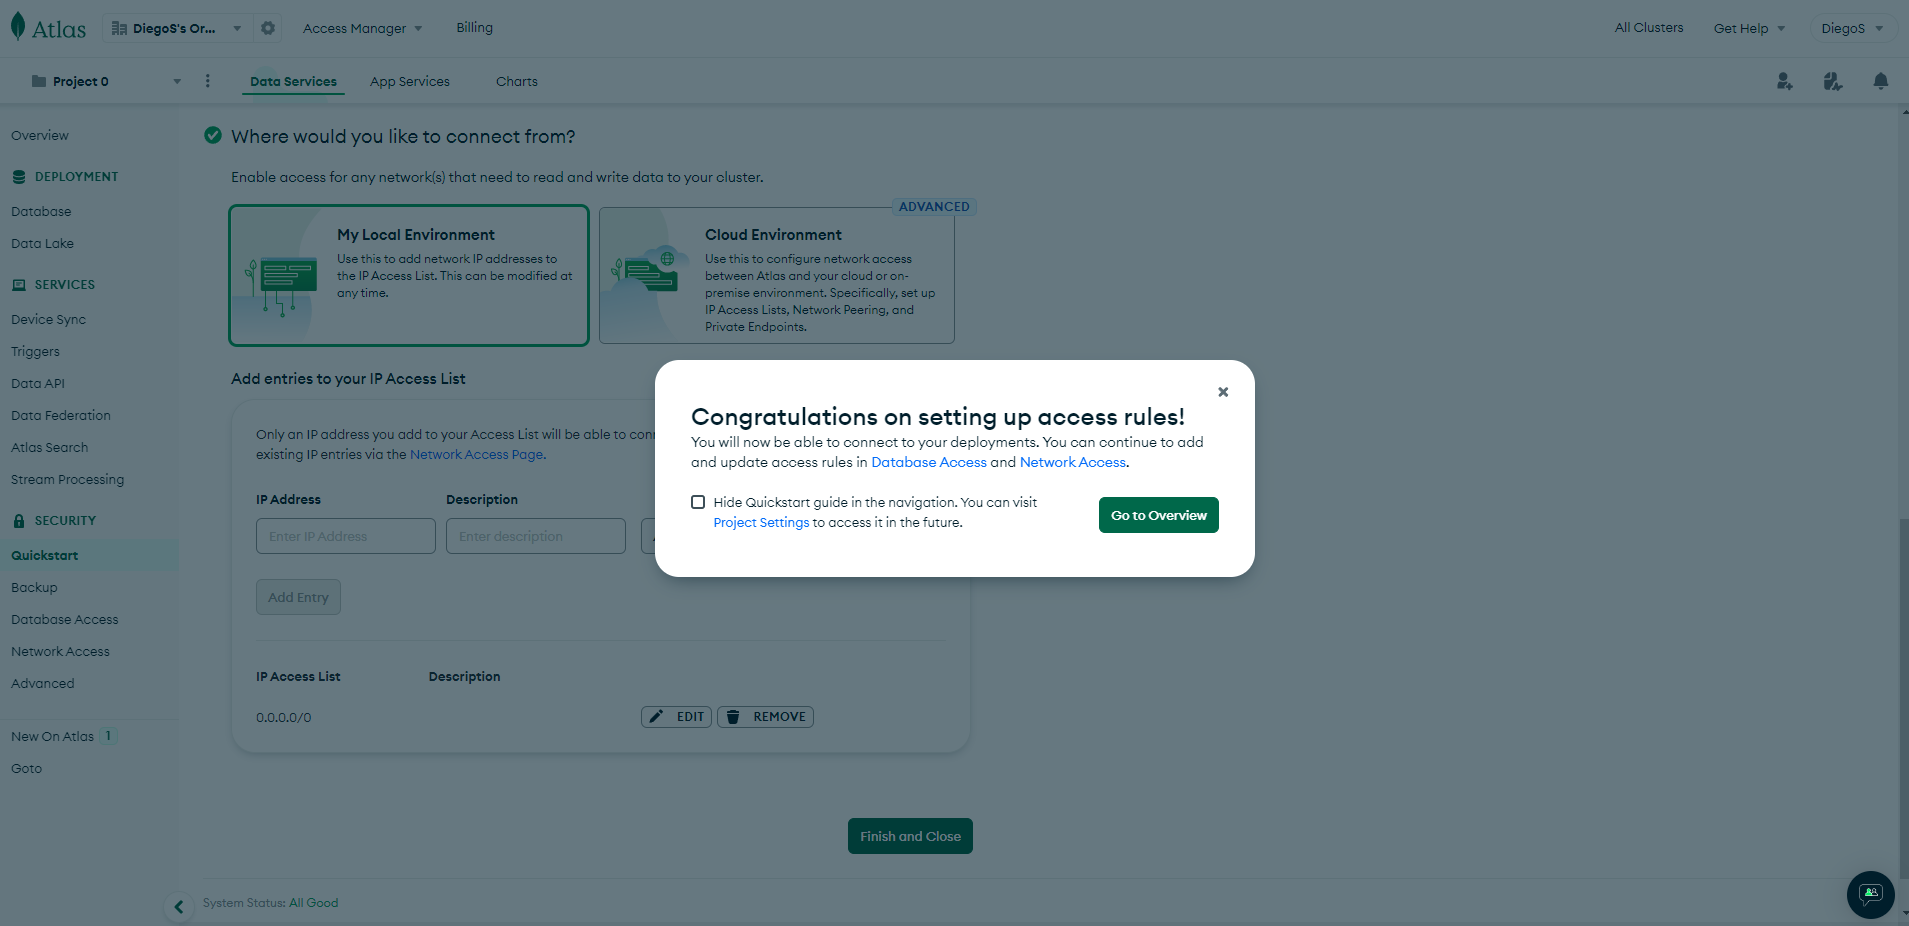 Atlas
DiegoS's Or...
Access Manager
Billing
All Clusters
Get Help
DiegoS
Project 0
Data Services
App Services
Charts
Overview
DEPLOYMENT
Database
Data Lake
SERVICES
Device Sync
Triggers
Data API
Data Federation
Atlas Search
Stream Processing
SECURITY
Quickstart
Backup
Database Access
Network Access
Advanced
New On Atlas 1
Goto
Where would you like to connect from?
Enable access for any network(s) that need to read and write data to your cluster.
My Local Environment
Use this to add network IP addresses to
the IP Access List. This can be modified at
any time.
ADVANCED
Cloud Environment
Use this to configure network access
between Atlas and your cloud or on-
premise environment. Specifically, set up
IP Access Lists, Network Peering, and
Private Endpoints.
Add entries to your IP Access List
Only an IP address you add to your Access List will be able to
existing IP entries via the Network Access Page.
IP Address
Description
Enter IP Address
Enter description
Add Entry
IP Access List
Description
0.0.0.0/0
EDIT
REMOVE
Finish and Close
System Status: All Good
Congratulations on setting up access rules!
You will now be able to connect to your deployments. You can continue to add
and update access rules in Database Access and Network Access.
Hide Quickstart guide in the navigation. You can visit
Project Settings to access it in the future.
Go to Overview